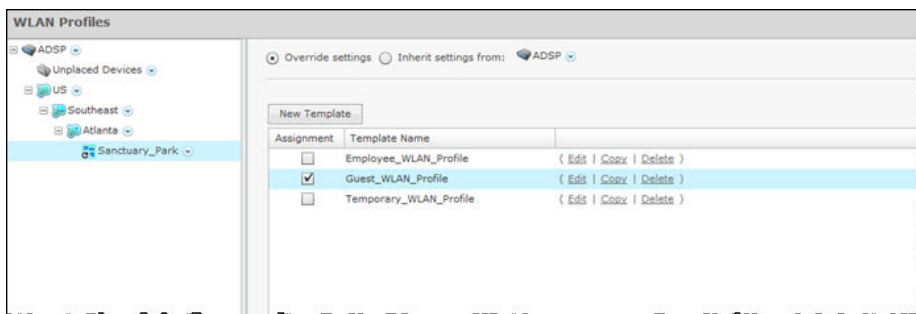 WLAN Profiles
ADSP
Unplaced Devices
US
Southeast
Atlanta
Sanctuary_Park
Override settings Inherit settings from: ADSP
New Template
Assignment Template Name
Employee_WLAN_Profile ( Edit | Copy | Delete )
Guest_WLAN_Profile ( Edit | Copy | Delete )
Temporary_WLAN_Profile ( Edit | Copy | Delete )